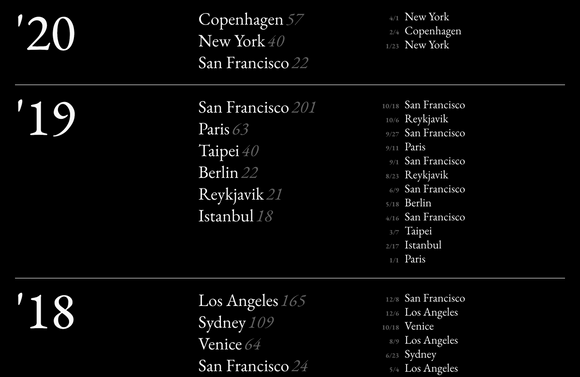 '20
Copenhagen 57
New York 40
San Francisco 22
4/1 New York
2/4 Copenhagen
1/23 New York
'19
San Francisco 201
Paris 63
Taipei 40
Berlin 22
Reykjavik 21
Istanbul 18
10/18 San Francisco
10/6 Reykjavik
9/27 San Francisco
9/11 Paris
9/1 San Francisco
8/23 Reykjavik
6/9 San Francisco
5/18 Berlin
4/16 San Francisco
3/7 Taipei
2/17 Istanbul
1/1 Paris
'18
Los Angeles 165
Sydney 109
Venice 64
San Francisco 24
12/8 San Francisco
12/6 Los Angeles
10/18 Venice
8/9 Los Angeles
6/23 Sydney
5/4 Los Angeles